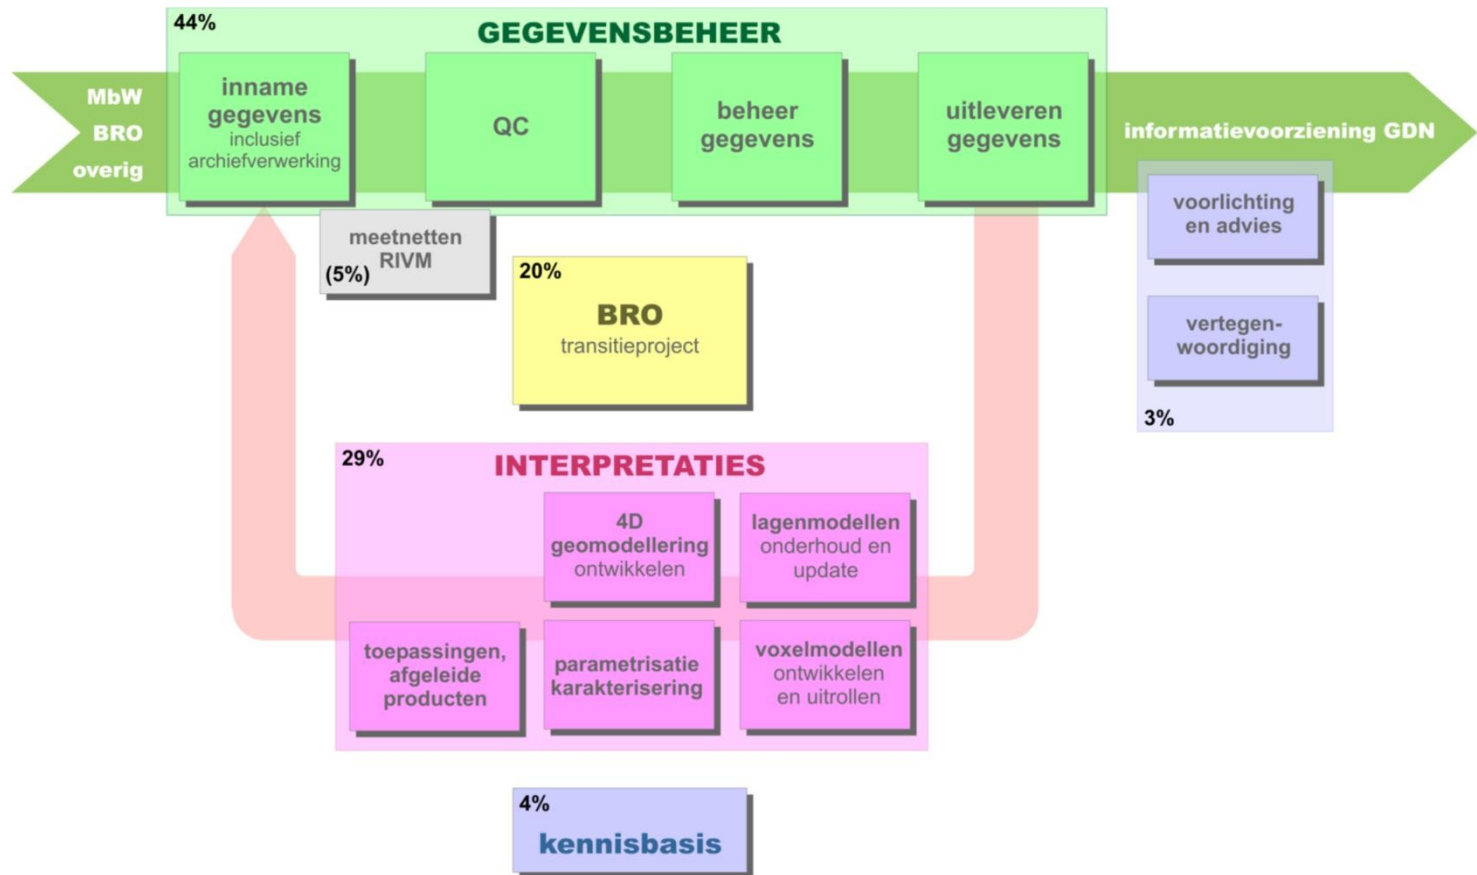 44%
GEGEVENSBEHEER
MbW
BRO
overig
inname
gegevens
inclusief
archiefverwerking
QC
beheer
gegevens
uitleveren
gegevens
informatievoorziening GDN
voorlichting
en advies
vertegen-
woordiging
3%
meetnetten
RIVM
(5%)
20%
BRO
transitieproject
29%
INTERPRETATIES
4D
geomodellering
ontwikkelen
lagenmodellen
onderhoud en
update
toepassingen,
afgeleide
producten
parametrisatie
karakterisering
voxelmodellen
ontwikkelen
en uitrollen
4%
kennisbasis